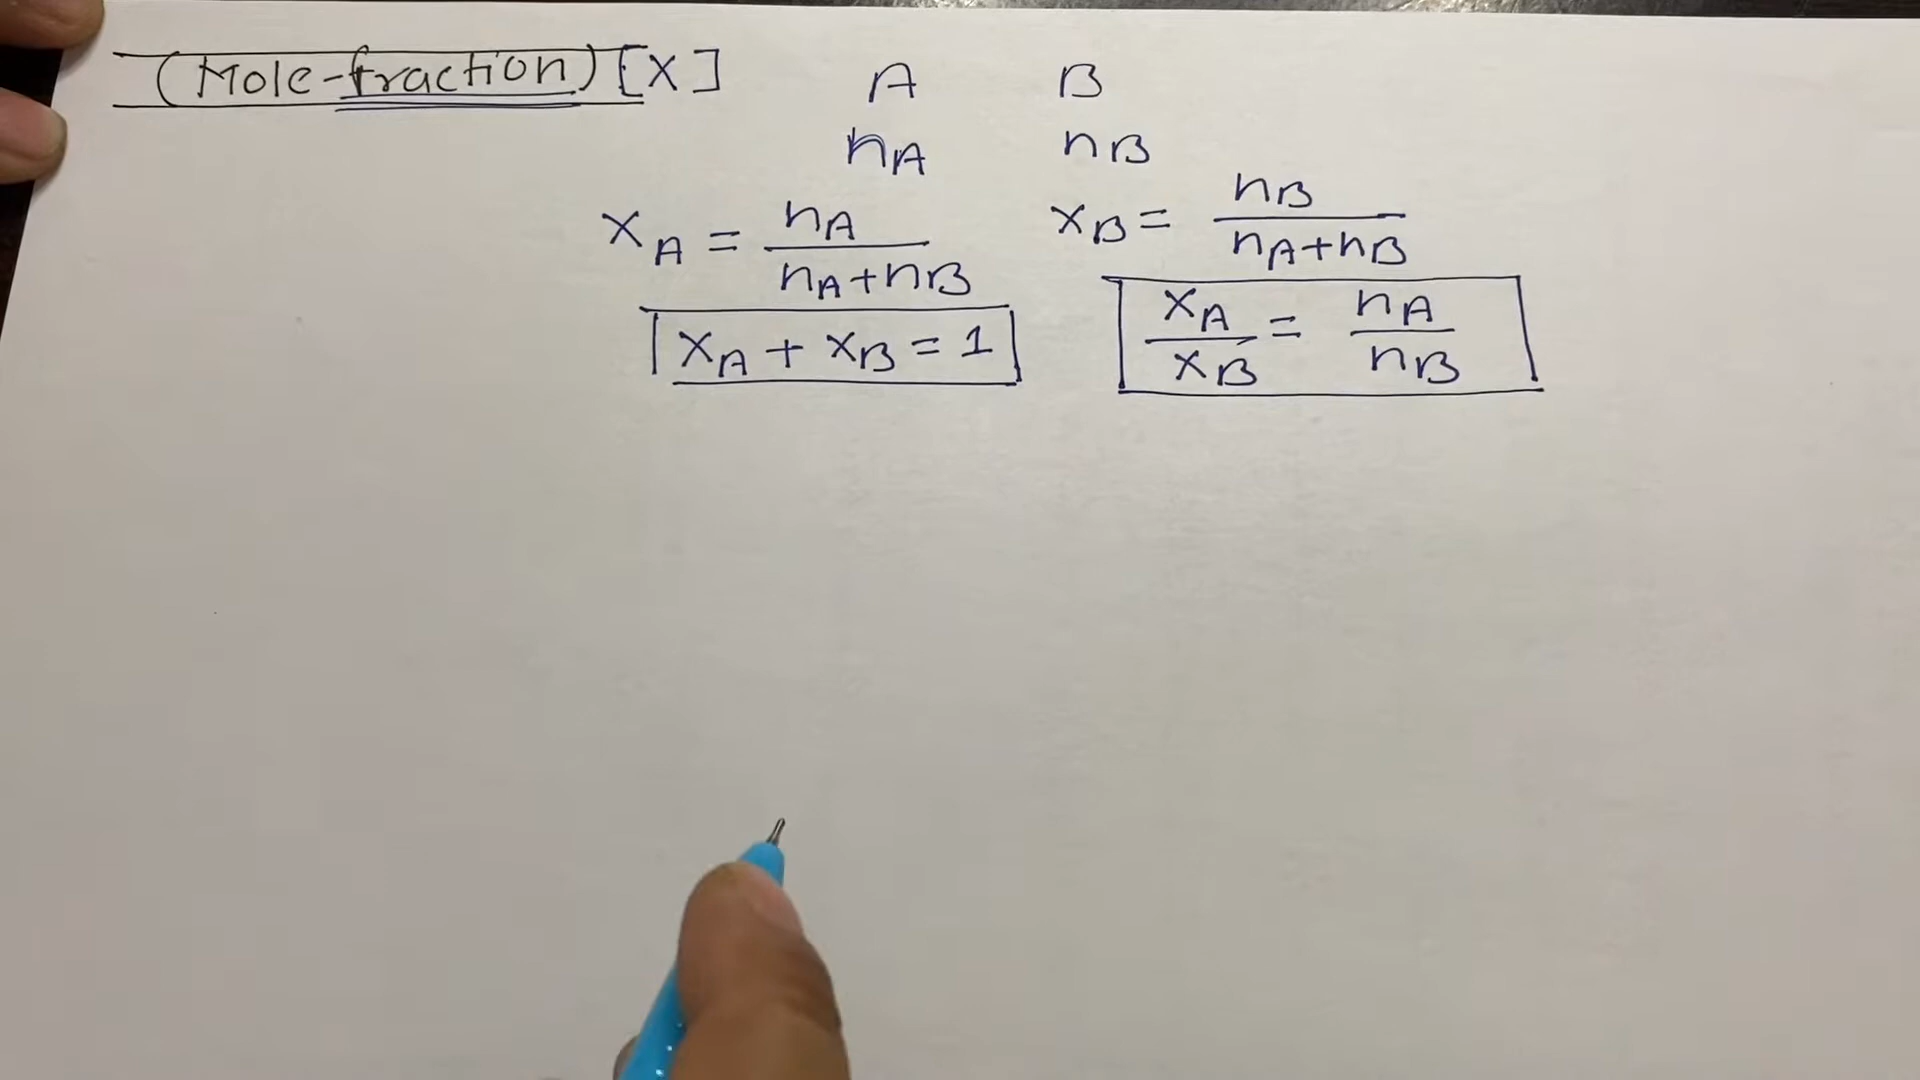 (Mole-fraction) [X]
A B
nA nB
xA = nA / nA+nB xB = nB / nA+nB
xA + xB = 1 xA / xB = nA / nB